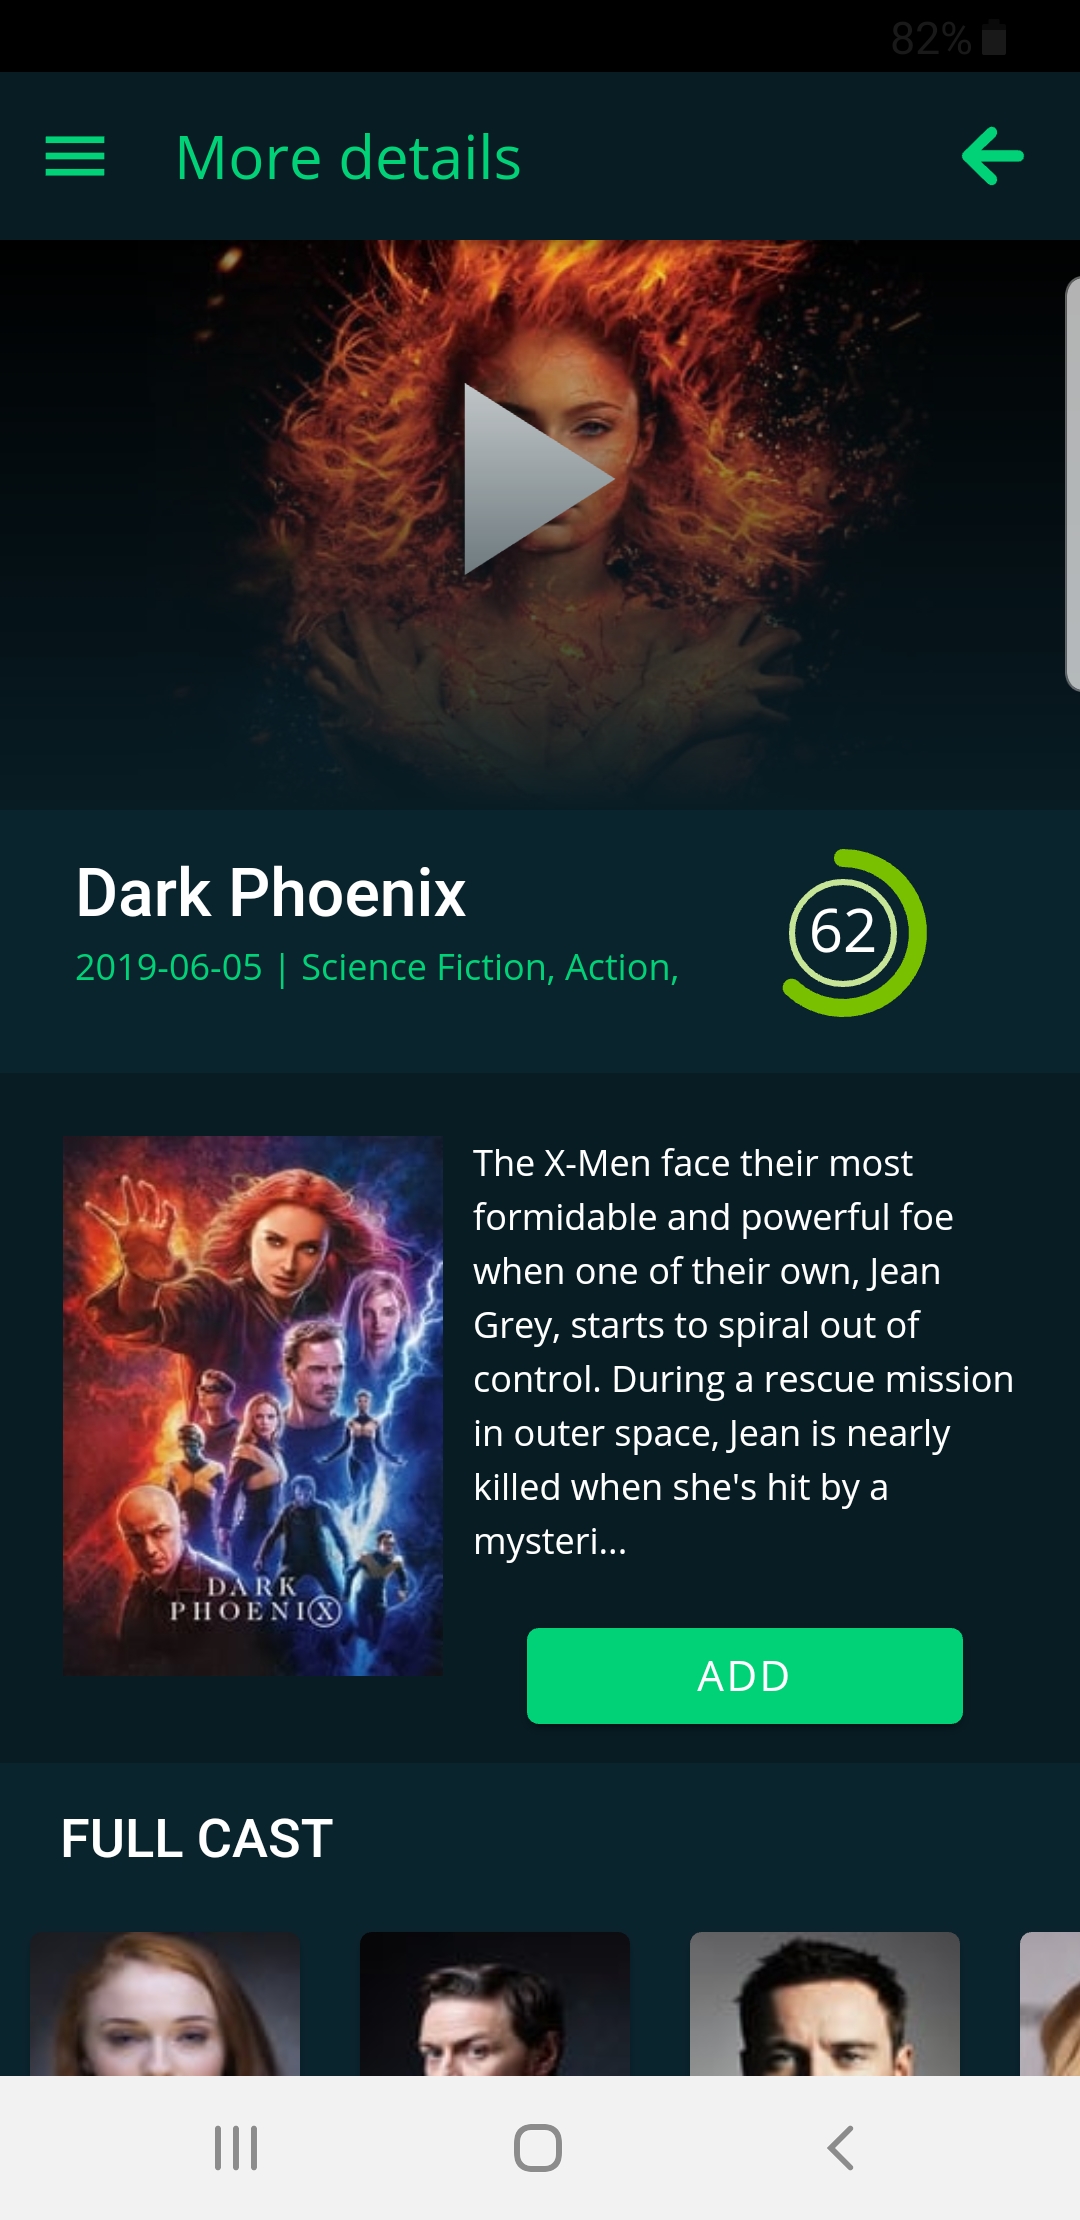 82%
More details
Dark Phoenix
62
2019-06-05 | Science Fiction, Action,
The X-Men face their most
formidable and powerful foe
when one of their own, Jean
Grey, starts to spiral out of
control. During a rescue mission
in outer space, Jean is nearly
killed when she's hit by a
mysteri...
DARK
PHOENIX
ADD
FULL CAST